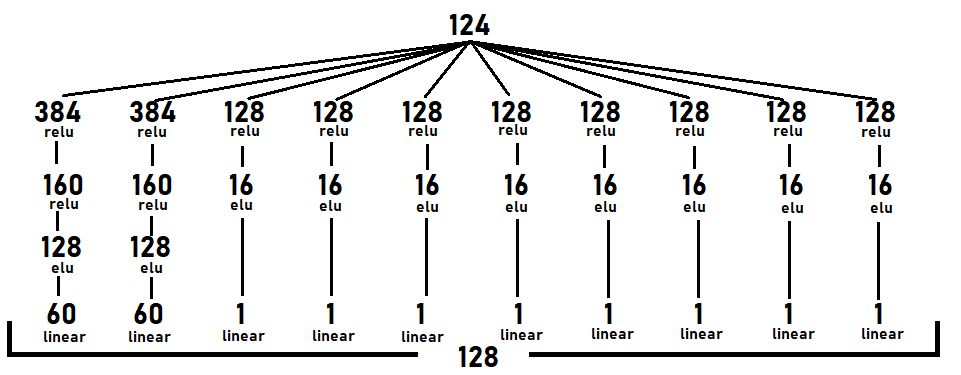 124
384 384 128 128 128 128 128 128 128 128
relu relu relu relu relu relu relu relu relu relu
160 160 16 16 16 16 16 16 16 16
relu relu elu elu elu elu elu elu elu elu
128 128
elu elu
60 60 1 1 1 1 1 1 1 1
linear linear linear linear linear linear linear linear linear linear
128